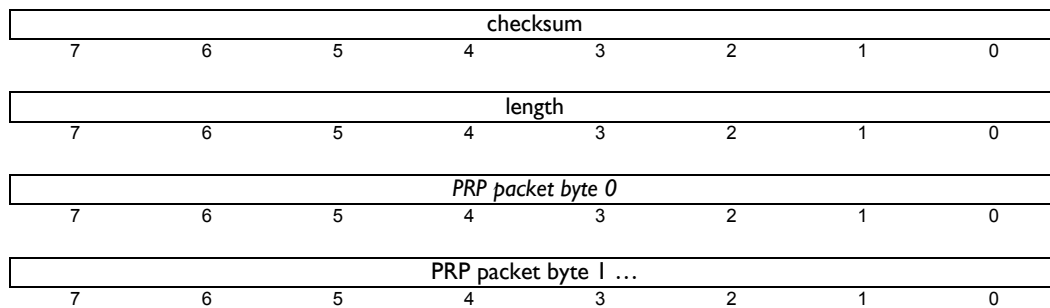 checksum
7 6 5 4 3 2 1 0
length
7 6 5 4 3 2 1 0
PRP packet byte 0
7 6 5 4 3 2 1 0
PRP packet byte 1 …
7 6 5 4 3 2 1 0